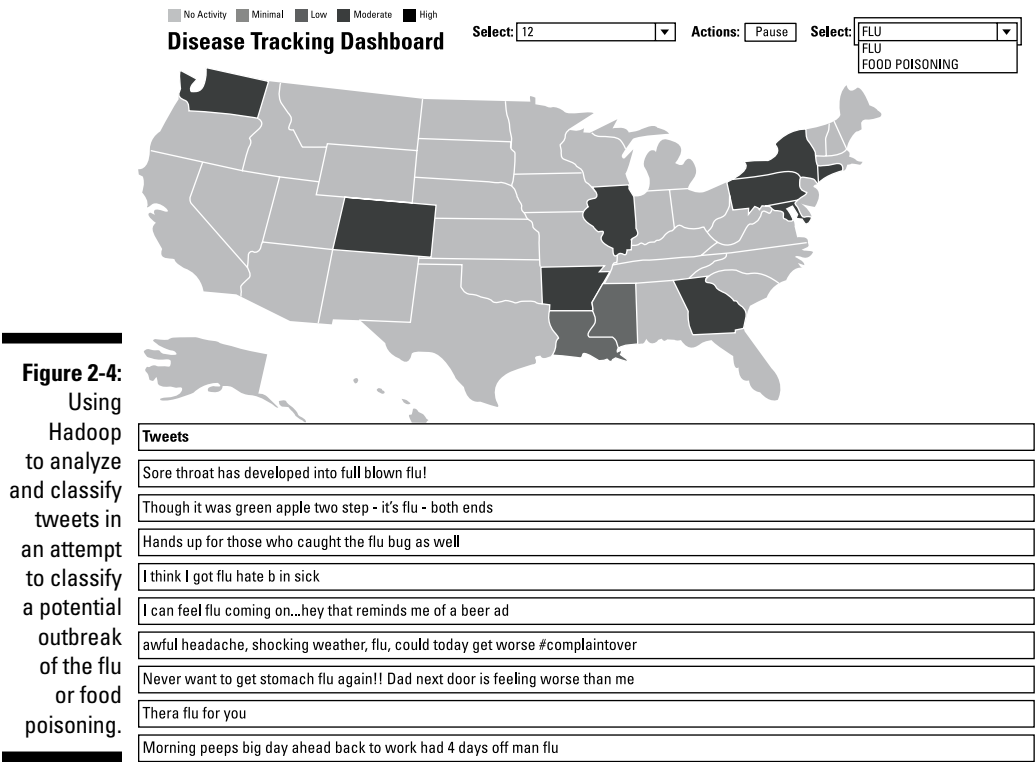 No Activity Minimal Low Moderate High
Disease Tracking Dashboard
Select: 12
Actions: Pause
Select: FLU
FLU
FOOD POISONING
Figure 2-4:
Using
Hadoop
to analyze
and classify
tweets in
an attempt
to classify
a potential
outbreak
of the flu
or food
poisoning.
Tweets
Sore throat has developed into full blown flu!
Though it was green apple two step - it's flu - both ends
Hands up for those who caught the flu bug as well
I think I got flu hate b in sick
I can feel flu coming on...hey that reminds me of a beer ad
awful headache, shocking weather, flu, could today get worse #complaintover
Never want to get stomach flu again!! Dad next door is feeling worse than me
Thera flu for you
Morning peeps big day ahead back to work had 4 days off man flu